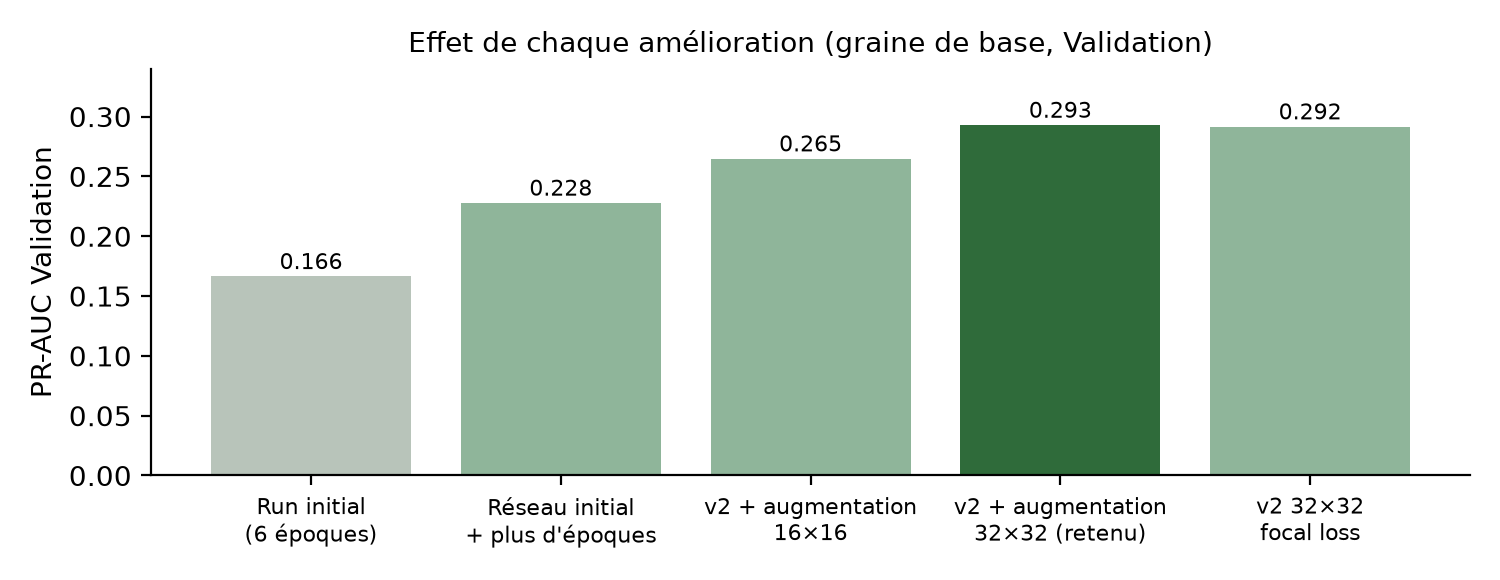 Effet de chaque amélioration (graine de base, Validation)
PR-AUC Validation
0.30
0.25
0.20
0.15
0.10
0.05
0.00
0.166
0.228
0.265
0.293
0.292
Run initial
(6 époques)
Réseau initial
+ plus d'époques
v2 + augmentation
16×16
v2 + augmentation
32×32 (retenu)
v2 32×32
focal loss